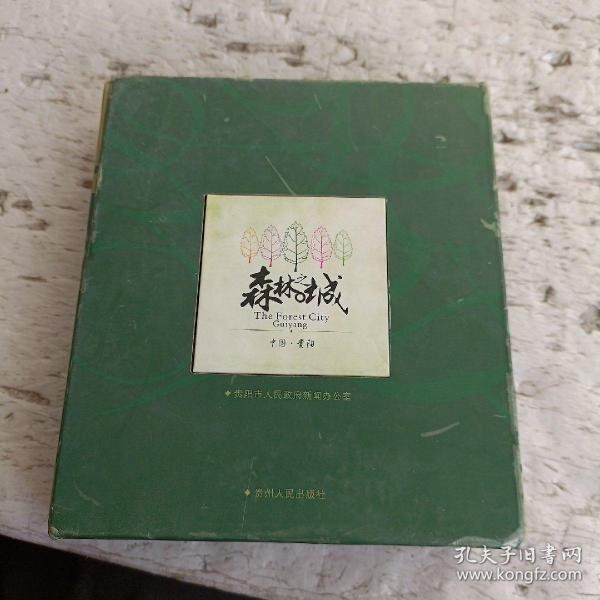 森林之城
The Forest City
Guiyang
中国·贵阳
贵阳市人民政府新闻办公室
贵州人民出版社
孔夫子旧书网
www.kongfz.com